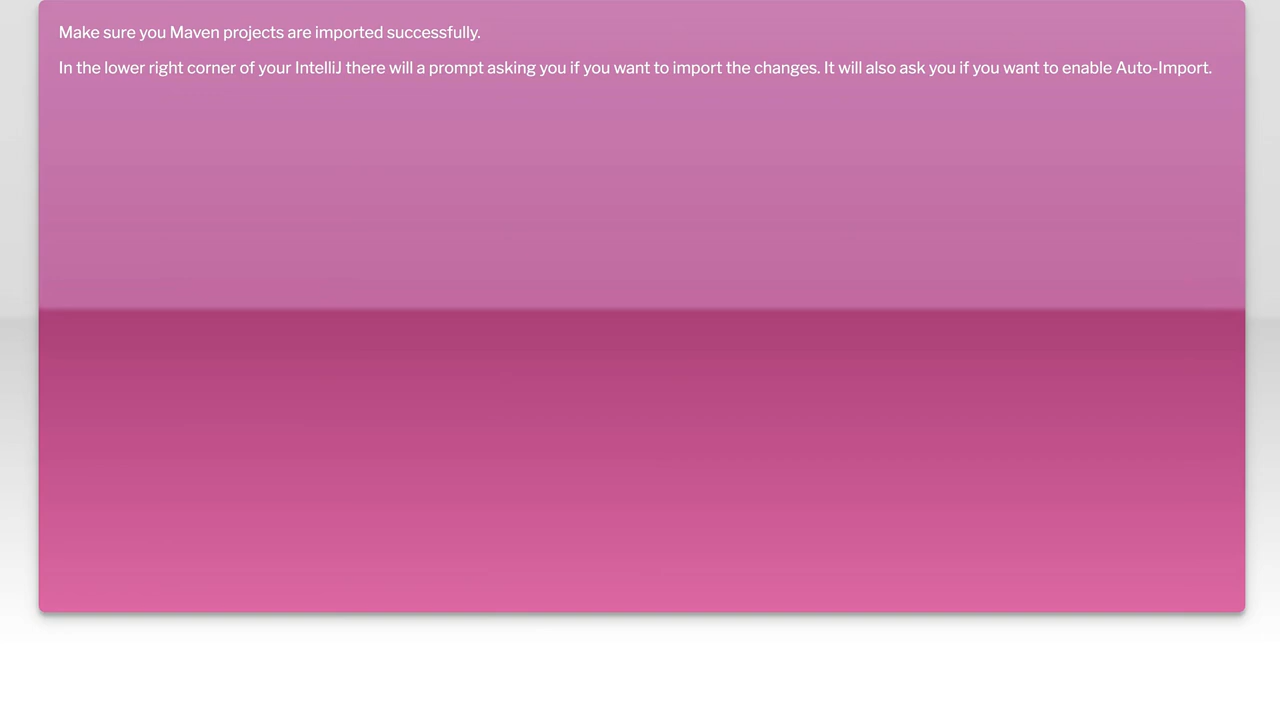 Make sure you Maven projects are imported successfully.
In the lower right corner of your IntelliJ there will a prompt asking you if you want to import the changes. It will also ask you if you want to enable Auto-Import.